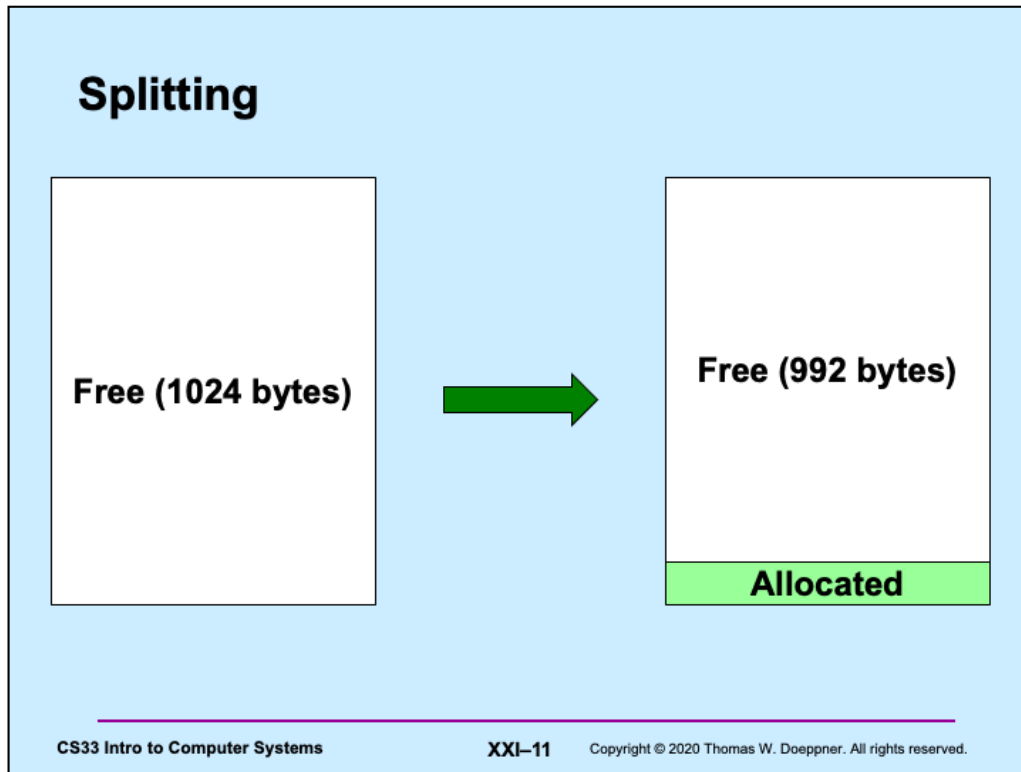 Splitting
Free (1024 bytes)
Free (992 bytes)
Allocated
CS33 Intro to Computer Systems
XXI–11
Copyright © 2020 Thomas W. Doeppner. All rights reserved.